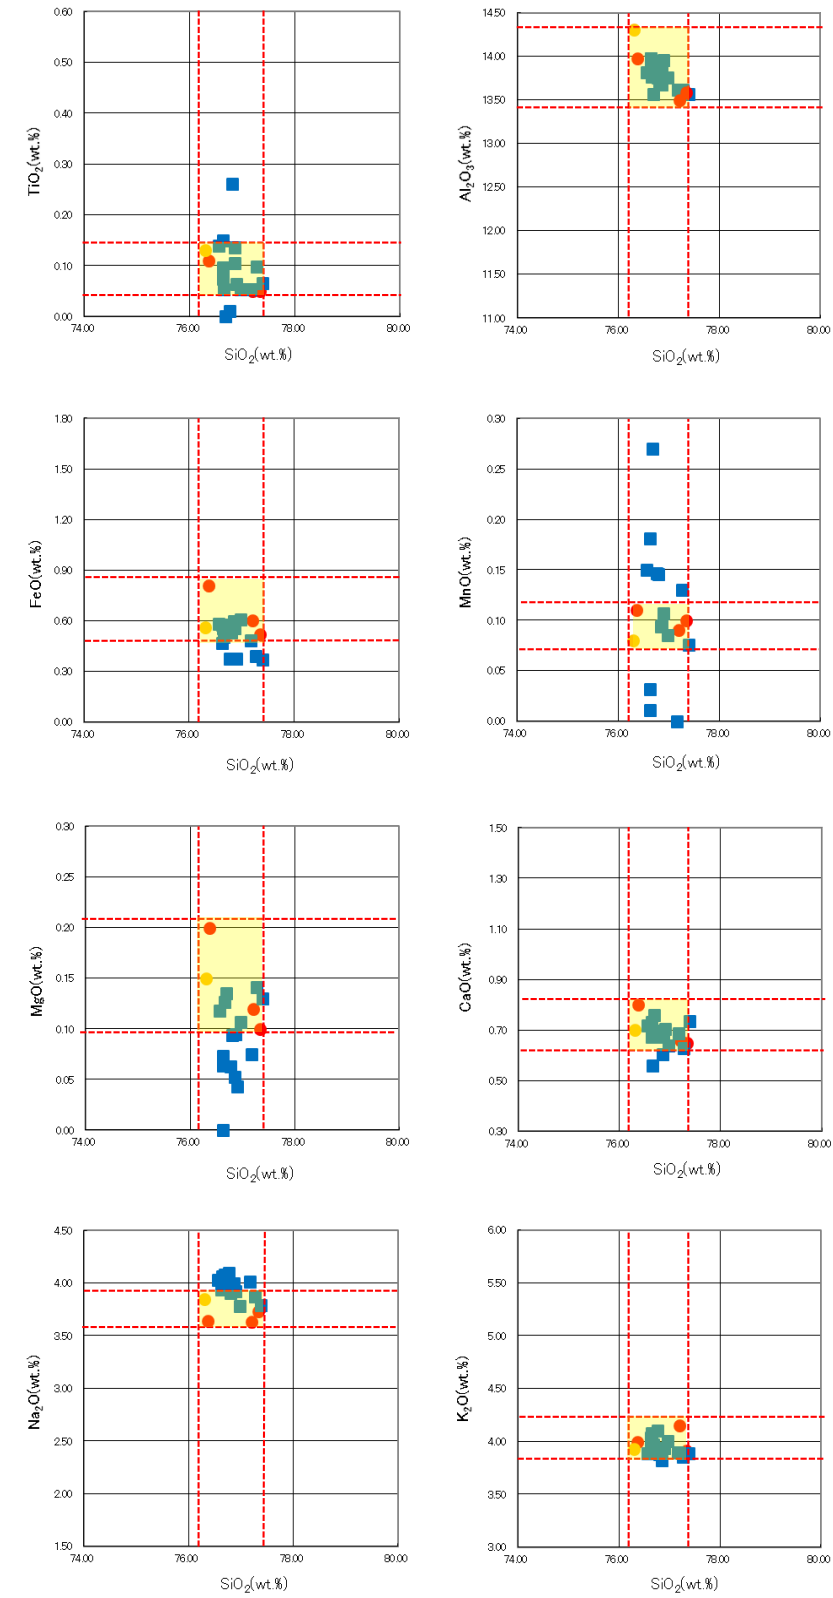 0.60
0.50
0.40
0.30
0.20
0.10
0.00
TiO2(wt.%)
74.00 76.00 78.00 80.00
SiO2(wt.%)
14.50
14.00
13.50
13.00
12.50
12.00
11.50
11.00
Al2O3(wt.%)
74.00 76.00 78.00 80.00
SiO2(wt.%)
1.80
1.50
1.20
0.90
0.60
0.30
0.00
FeO(wt.%)
74.00 76.00 78.00 80.00
SiO2(wt.%)
0.30
0.25
0.20
0.15
0.10
0.05
0.00
MnO(wt.%)
74.00 76.00 78.00 80.00
SiO2(wt.%)
0.30
0.25
0.20
0.15
0.10
0.05
0.00
MgO(wt.%)
74.00 76.00 78.00 80.00
SiO2(wt.%)
1.50
1.30
1.10
0.90
0.70
0.50
0.30
CaO(wt.%)
74.00 76.00 78.00 80.00
SiO2(wt.%)
4.50
4.00
3.50
3.00
2.50
2.00
1.50
Na2O(wt.%)
74.00 76.00 78.00 80.00
SiO2(wt.%)
6.00
5.50
5.00
4.50
4.00
3.50
3.00
K2O(wt.%)
74.00 76.00 78.00 80.00
SiO2(wt.%)